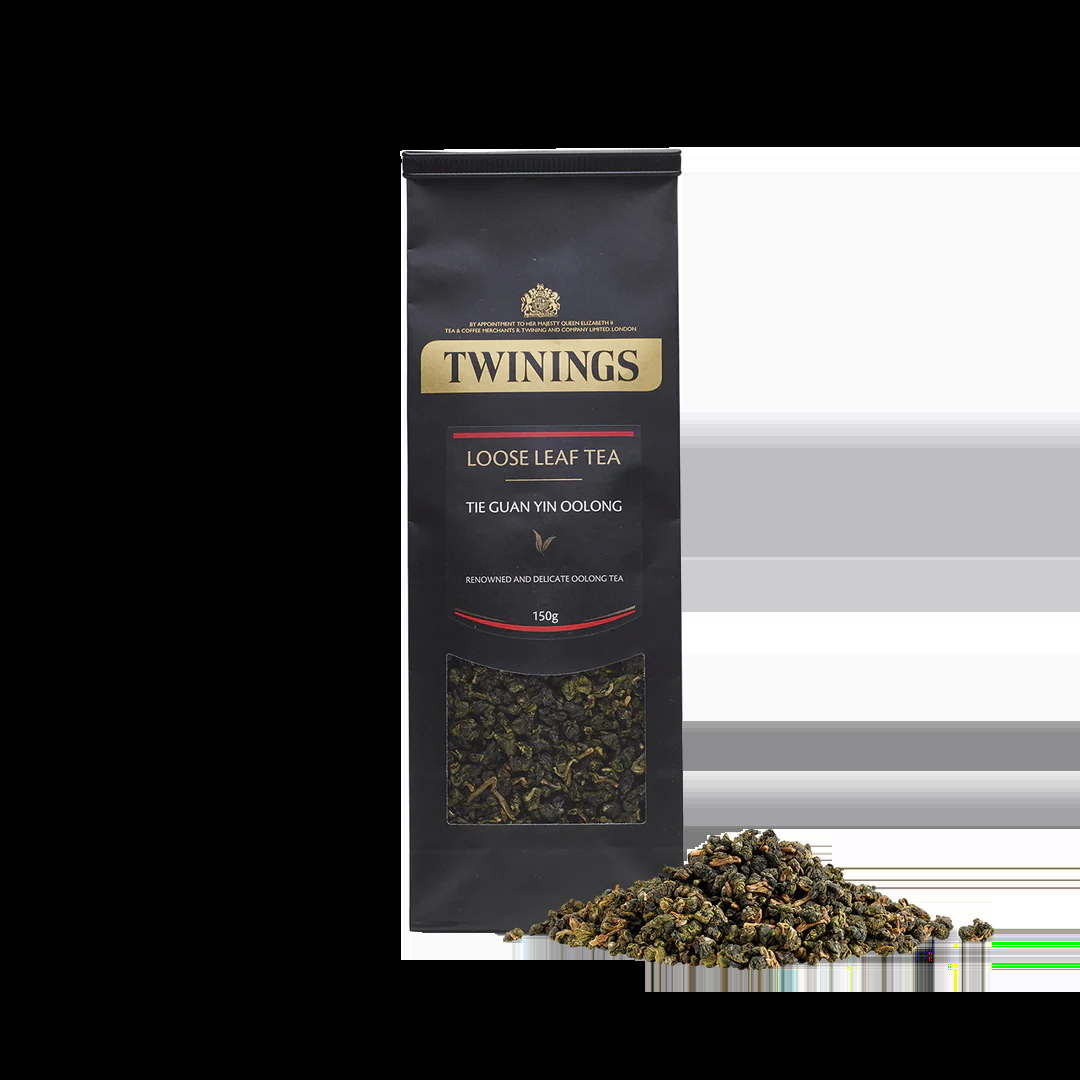 BY APPOINTMENT TO HER MAJESTY QUEEN ELIZABETH II
TEA & COFFEE MERCHANTS R. TWINING AND COMPANY LIMITED. LONDON.
TWININGS
LOOSE LEAF TEA
TIE GUAN YIN OOLONG
RENOWNED AND DELICATE OOLONG TEA
150g